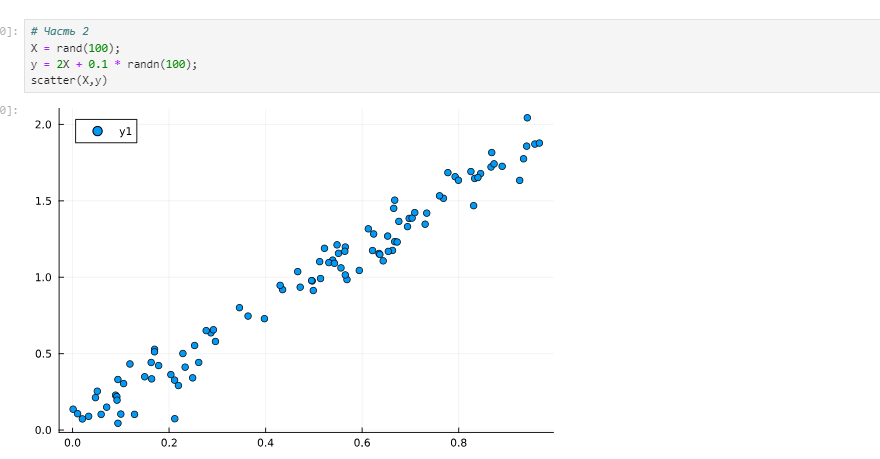 0]:
# Часть 2
X = rand(100);
y = 2X + 0.1 * randn(100);
scatter(X,y)
0]:
y1
2.0
1.5
1.0
0.5
0.0
0.0 0.2 0.4 0.6 0.8